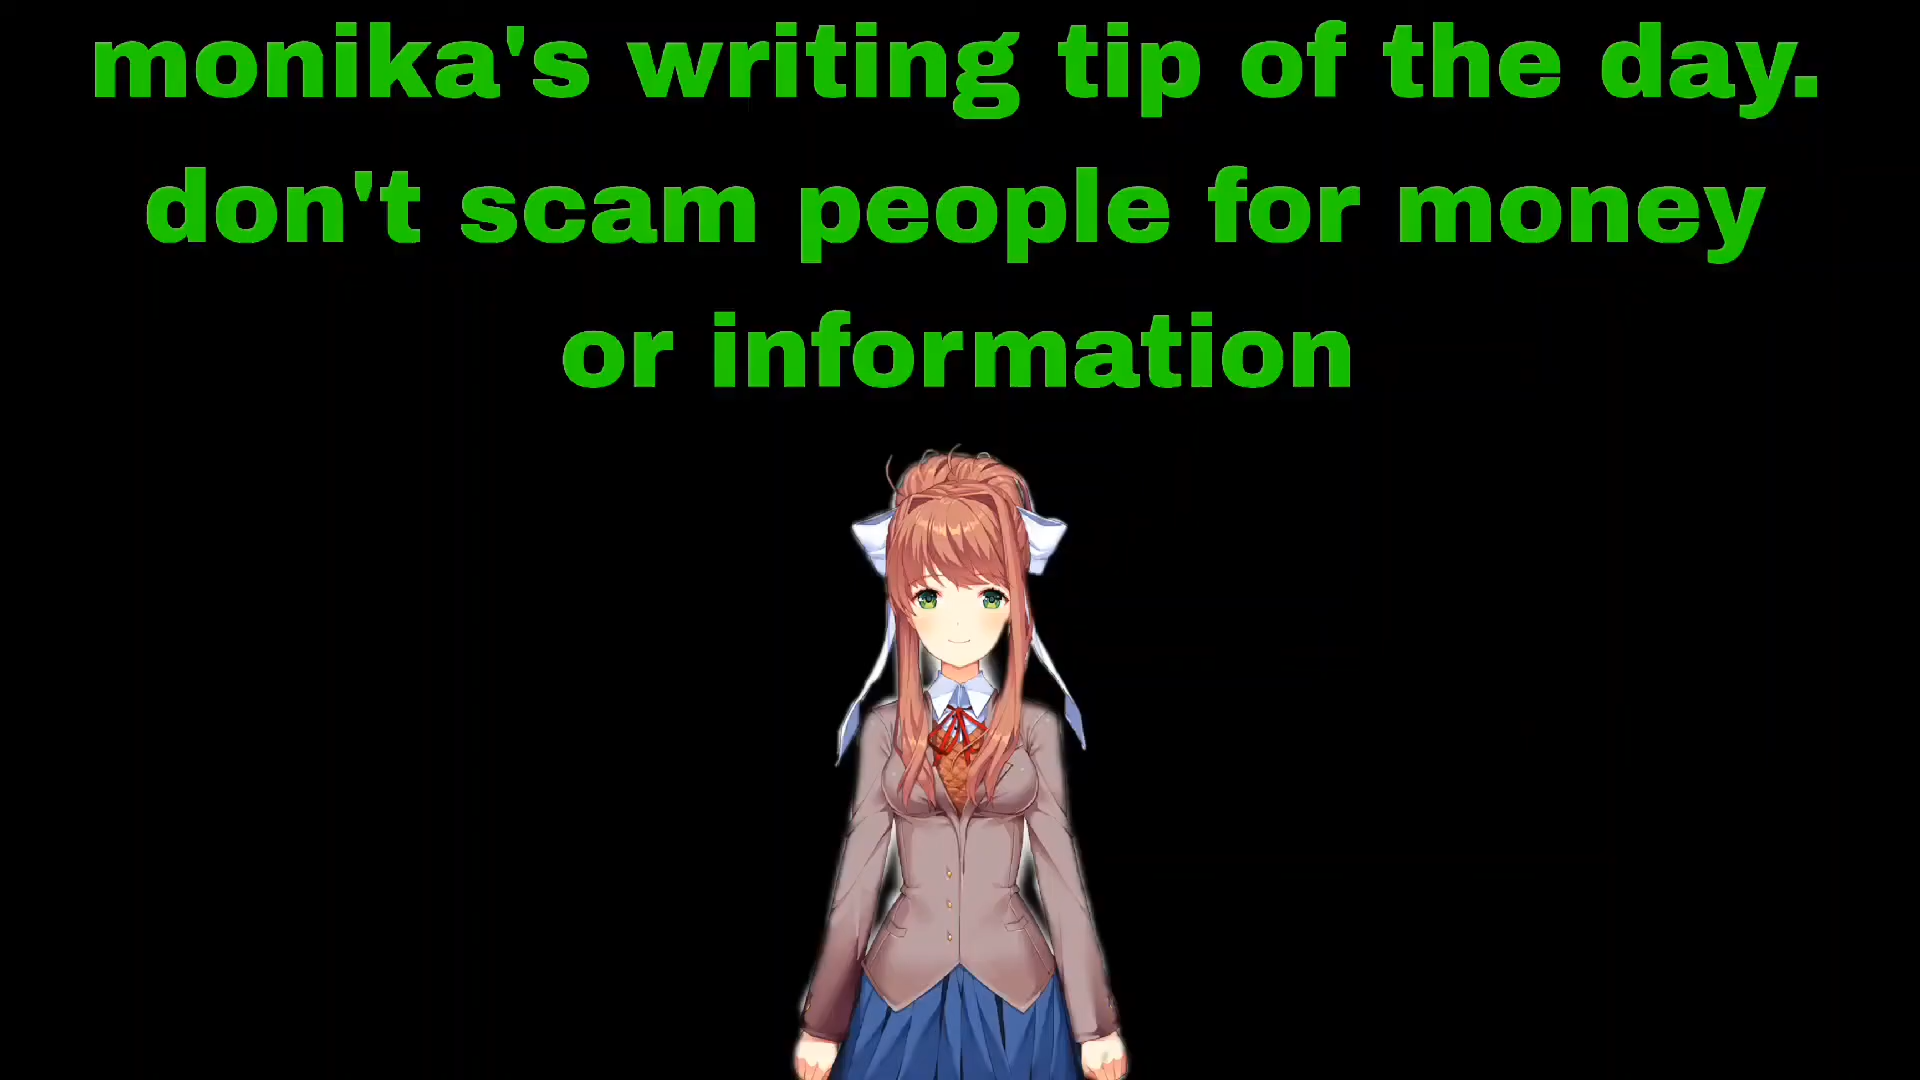 monika's writing tip of the day.
don't scam people for money
or information